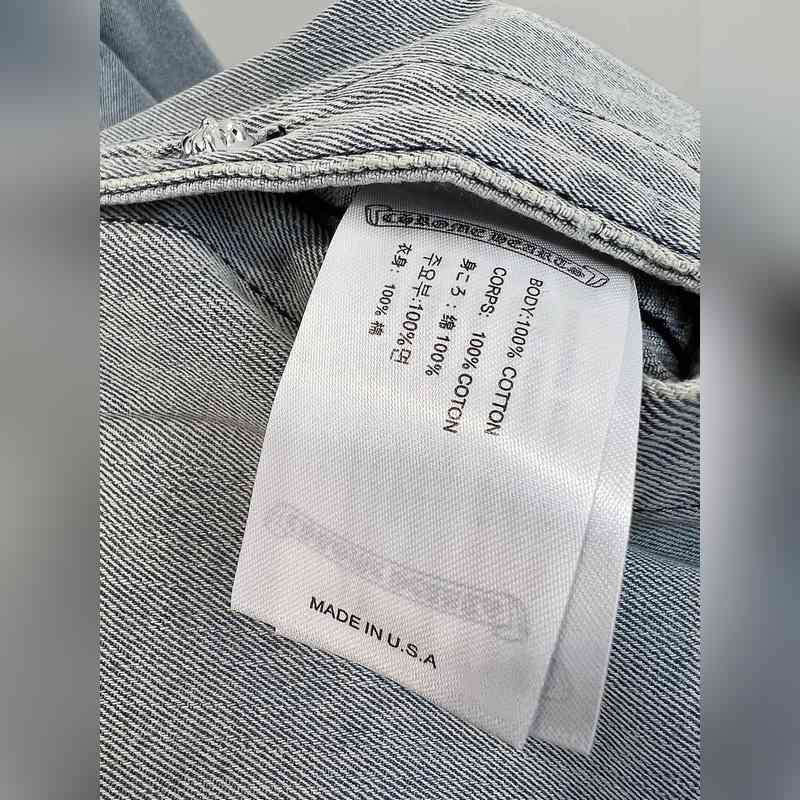 CHROME HEARTS
BODY:100% COTTON
CORPS: 100% COTON
身ごろ : 綿 100%
주요부:100%면
衣身: 100% 棉
MADE IN U.S.A